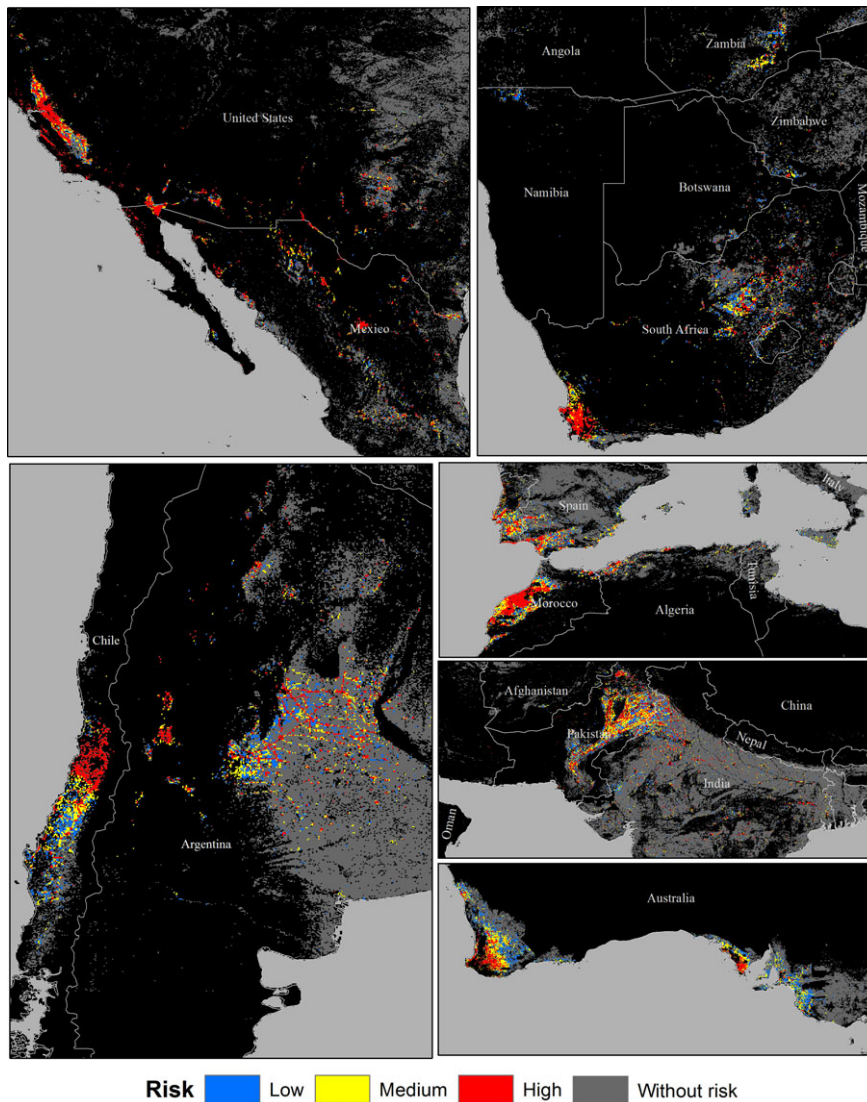 United States
Mexico
Angola
Zambia
Zimbahwe
Namibia
Botswana
Mozambique
South Africa
Chile
Argentina
Spain
Italy
Morocco
Algeria
Tunisia
Afghanistan
China
Pakistan
Nepal
India
Oman
Australia
Risk Low Medium High Without risk